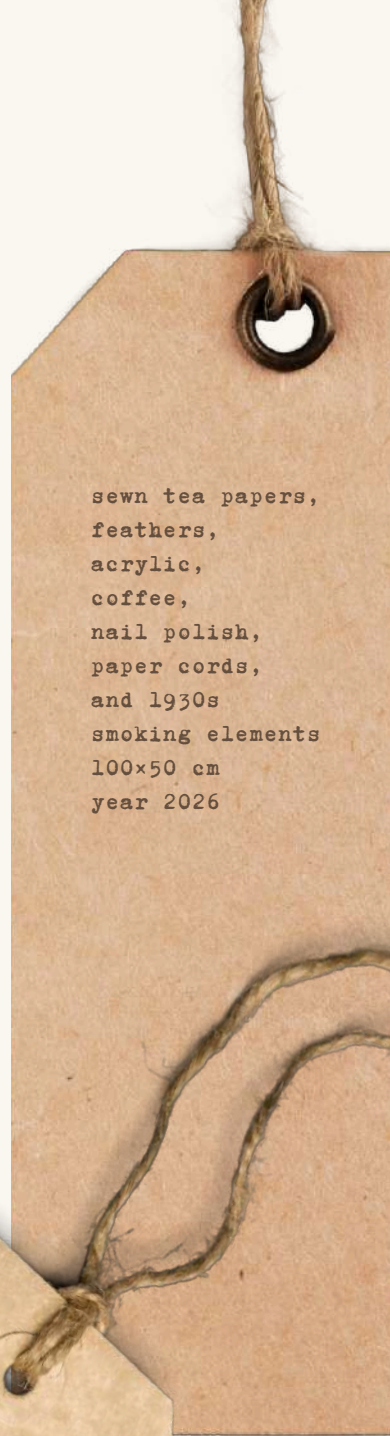 sewn tea papers,
feathers,
acrylic,
coffee,
nail polish,
paper cords,
and 1930s
smoking elements
100×50 cm
year 2026